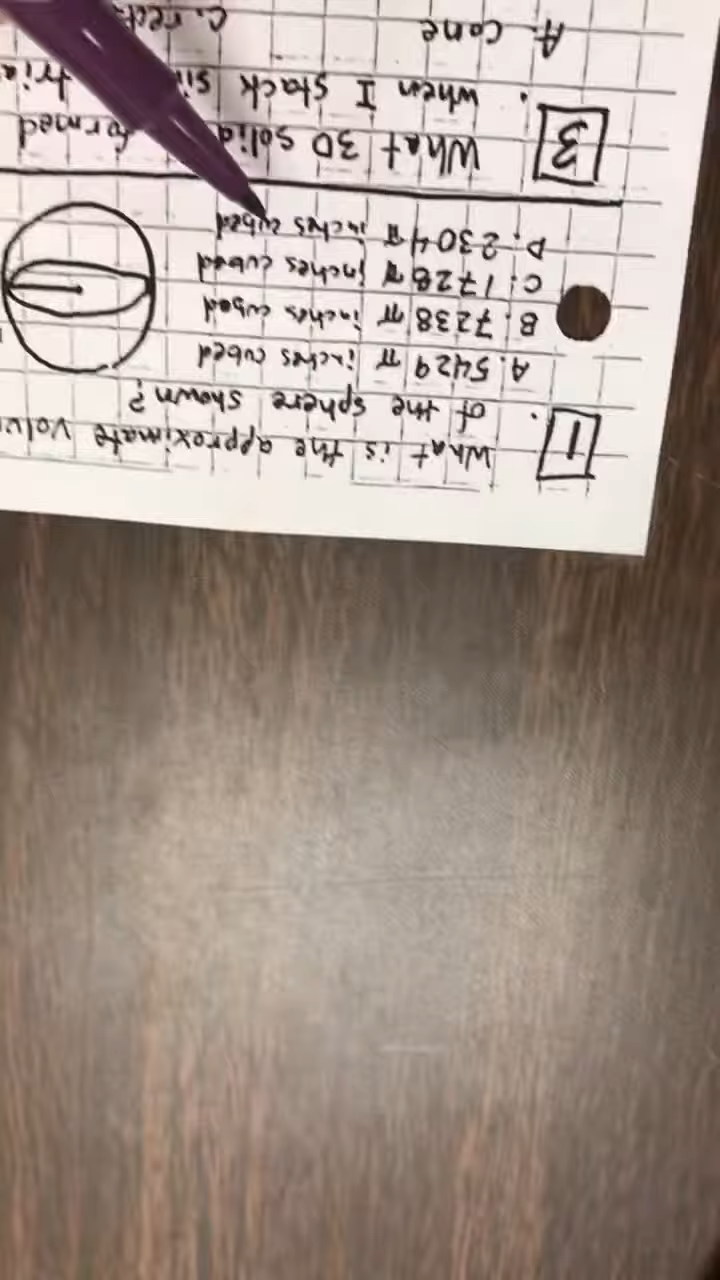 1. What is the approximate
of the sphere shown?
A. 5429 π inches cubed
B. 7238 π inches cubed
C. 1728 π inches cubed
D. 2304 π inches cubed
3. What 3D solid formed
when I stack
A. cone C.